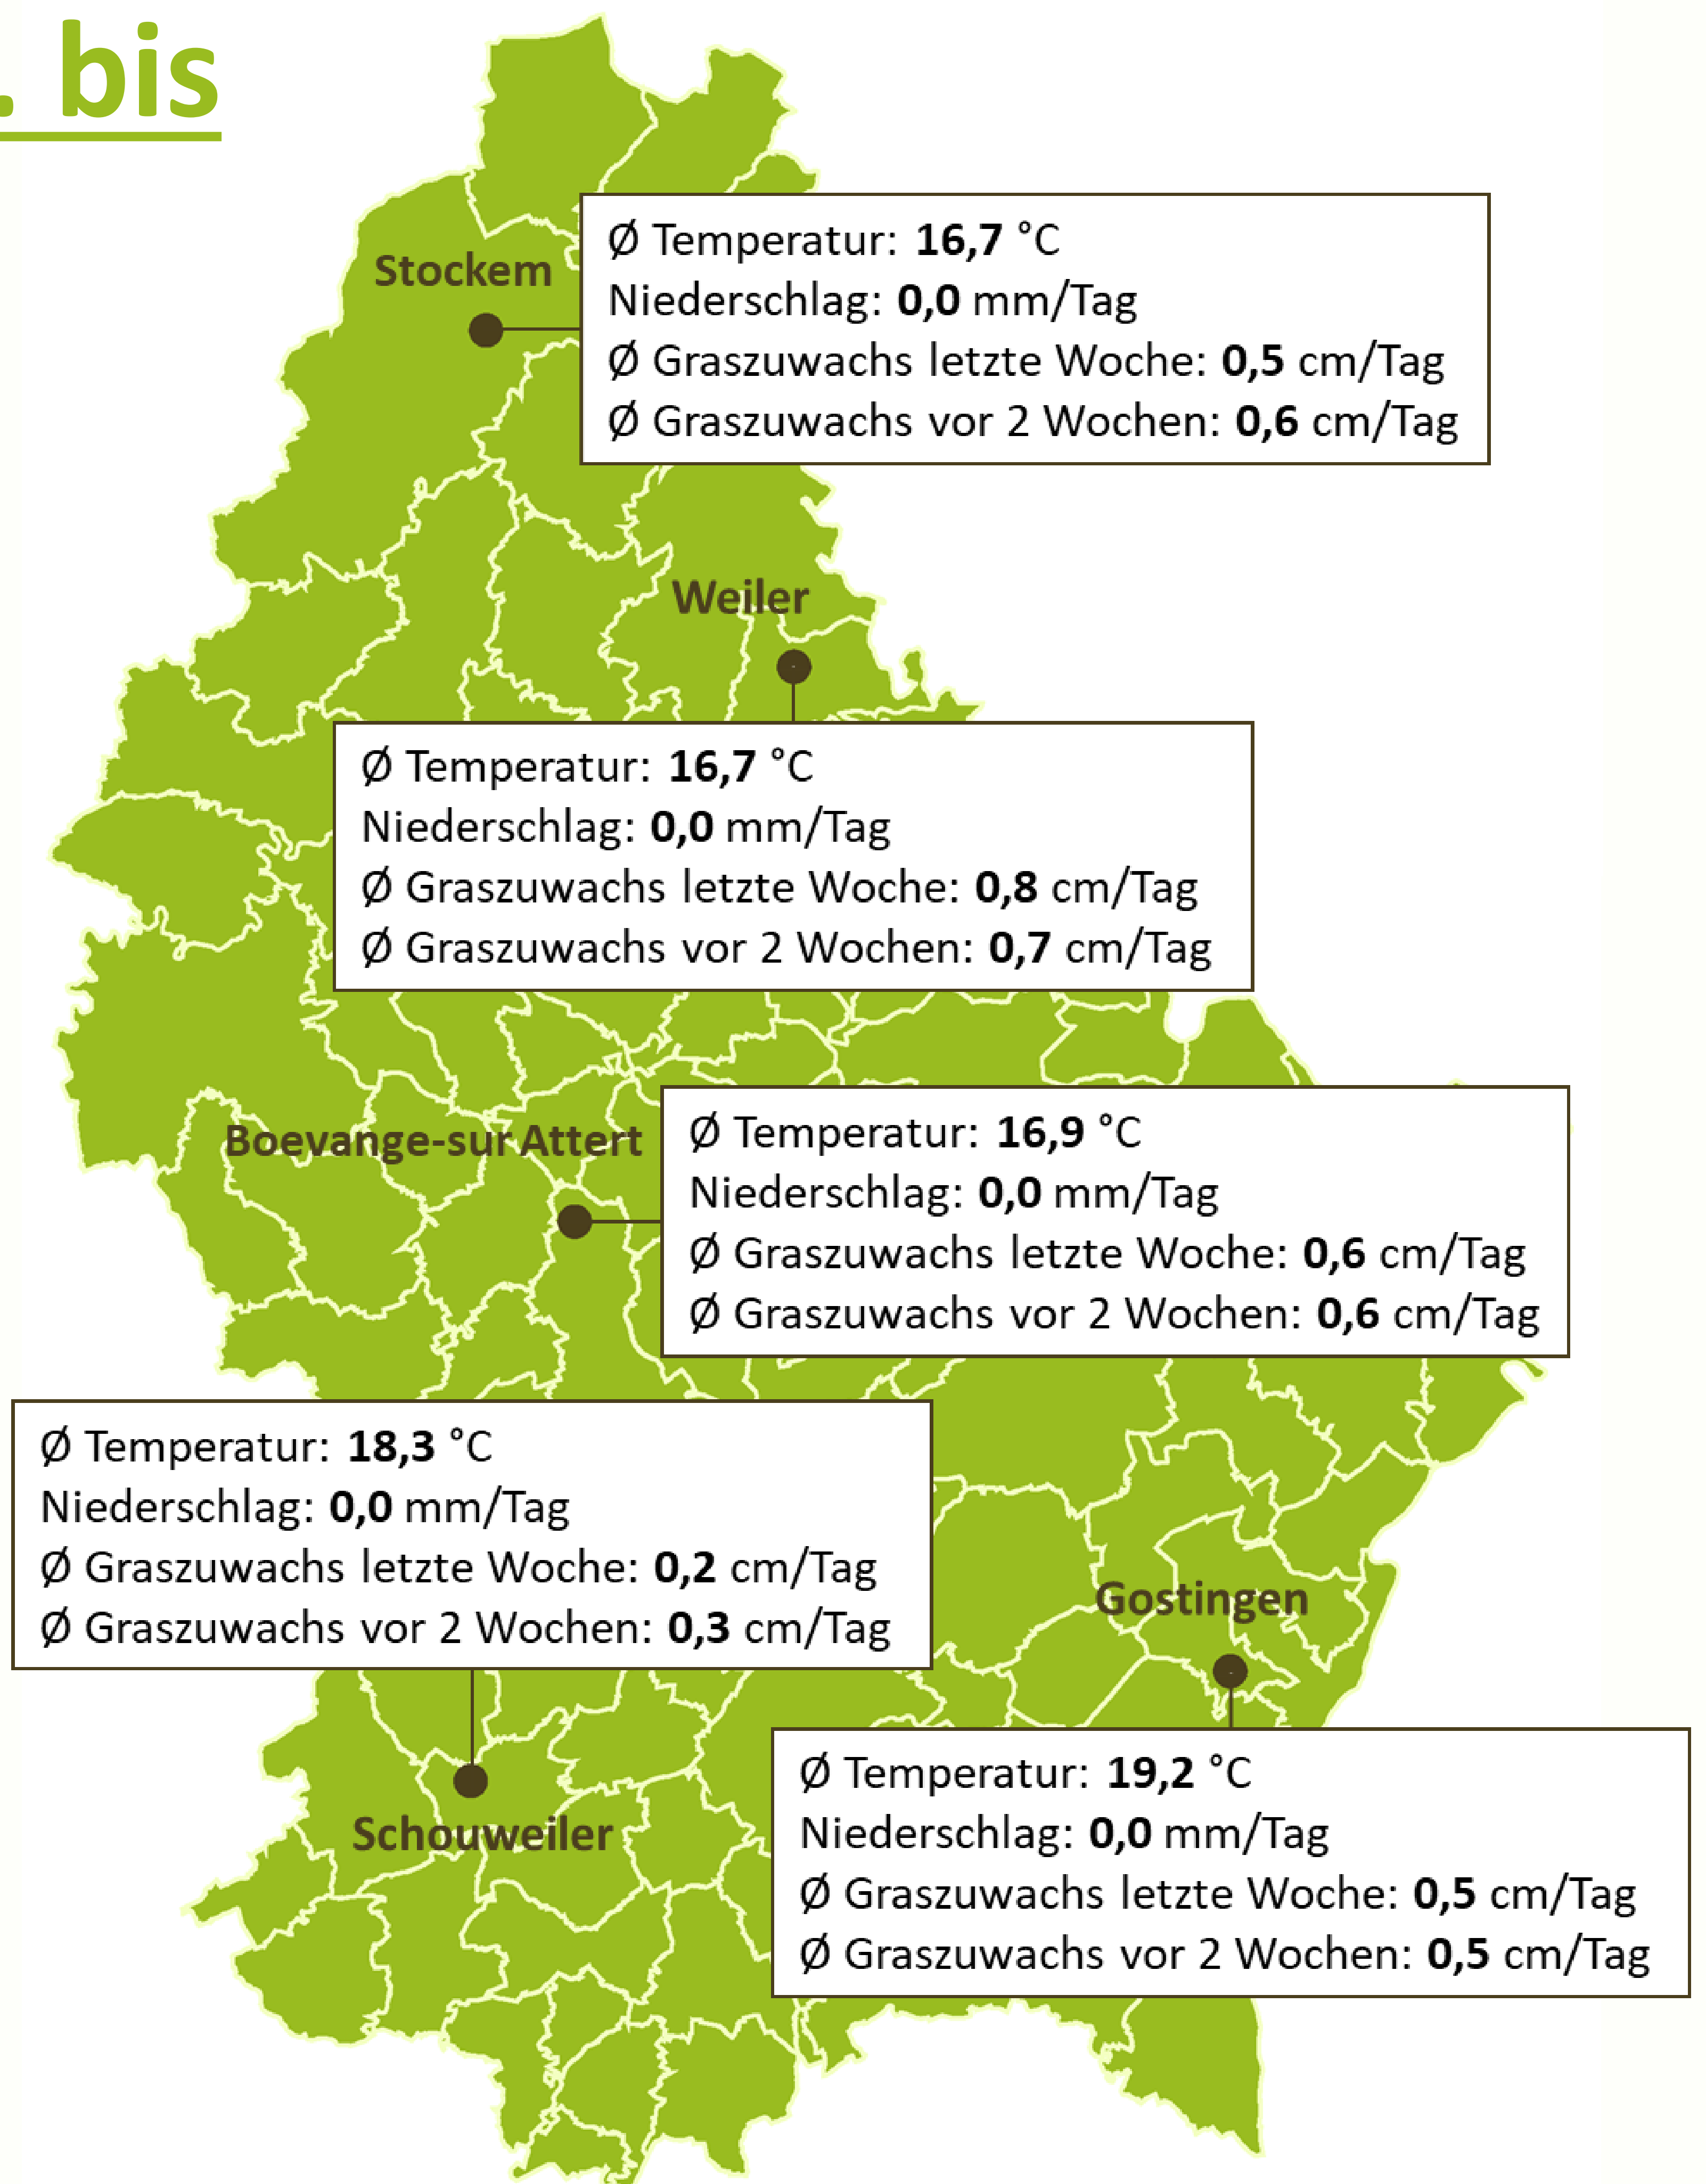 . bis
Stockem
Ø Temperatur: 16,7 °C
Niederschlag: 0,0 mm/Tag
Ø Graszuwachs letzte Woche: 0,5 cm/Tag
Ø Graszuwachs vor 2 Wochen: 0,6 cm/Tag
Weiler
Ø Temperatur: 16,7 °C
Niederschlag: 0,0 mm/Tag
Ø Graszuwachs letzte Woche: 0,8 cm/Tag
Ø Graszuwachs vor 2 Wochen: 0,7 cm/Tag
Boevange-sur Attert
Ø Temperatur: 16,9 °C
Niederschlag: 0,0 mm/Tag
Ø Graszuwachs letzte Woche: 0,6 cm/Tag
Ø Graszuwachs vor 2 Wochen: 0,6 cm/Tag
Ø Temperatur: 18,3 °C
Niederschlag: 0,0 mm/Tag
Ø Graszuwachs letzte Woche: 0,2 cm/Tag
Ø Graszuwachs vor 2 Wochen: 0,3 cm/Tag
Schouweiler
Gostingen
Ø Temperatur: 19,2 °C
Niederschlag: 0,0 mm/Tag
Ø Graszuwachs letzte Woche: 0,5 cm/Tag
Ø Graszuwachs vor 2 Wochen: 0,5 cm/Tag